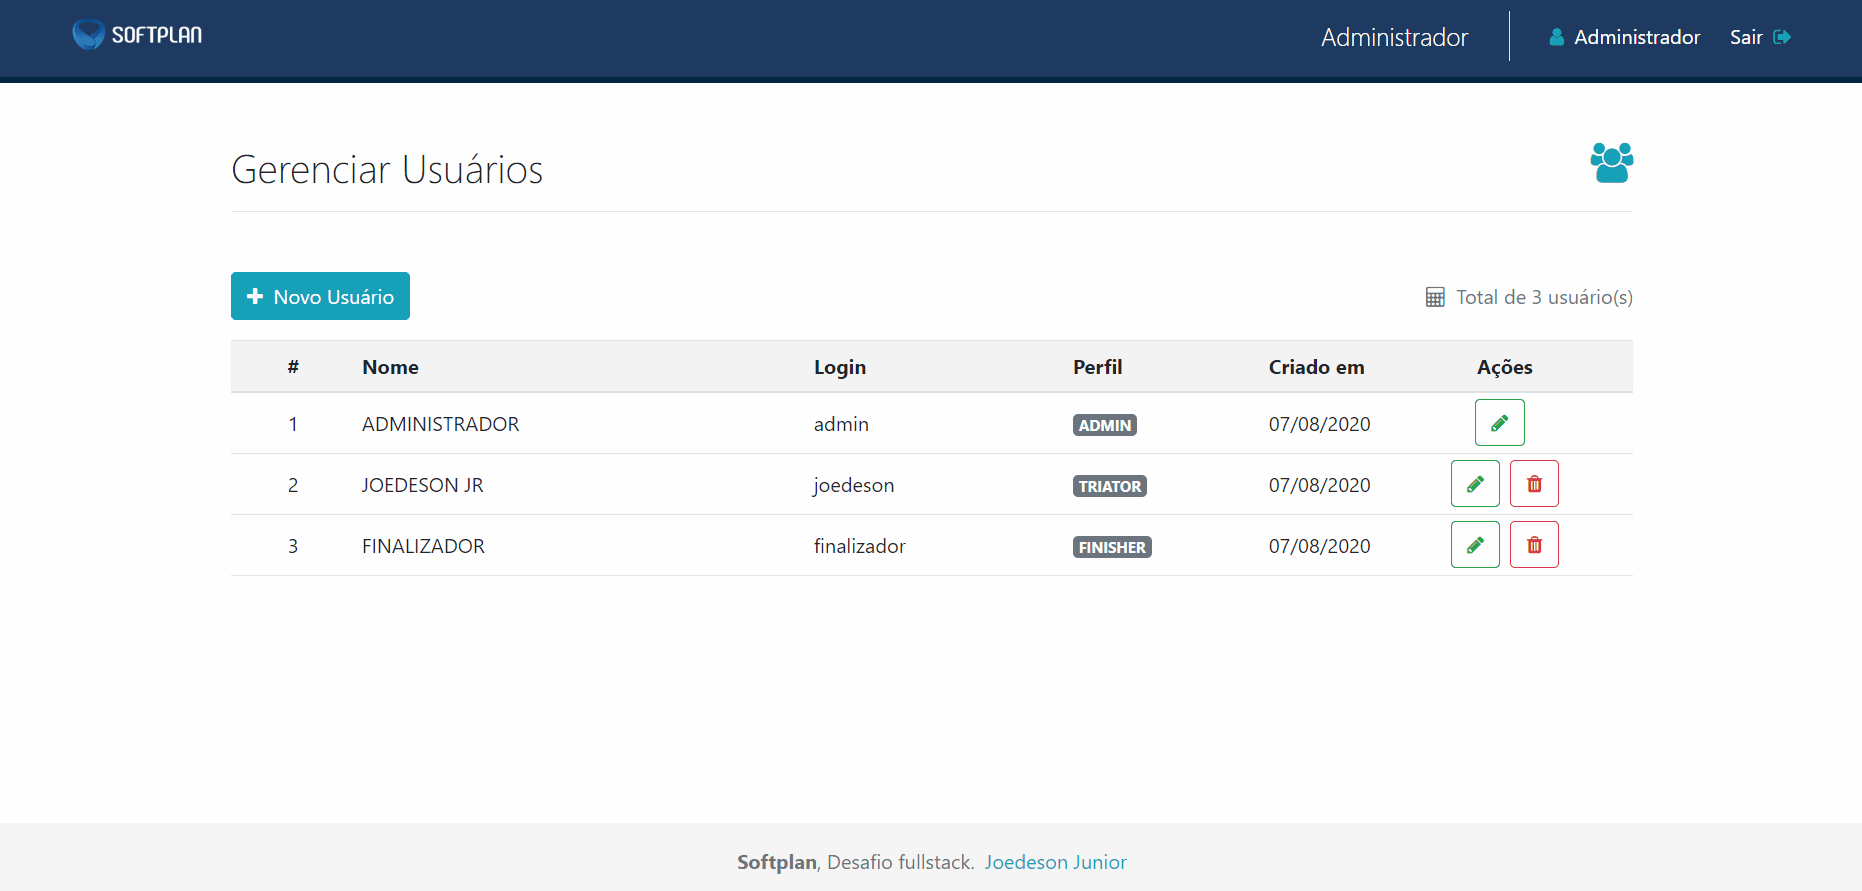 SOFTPLAN Administrador Administrador Sair
Gerenciar Usuários
Novo Usuário Total de 3 usuário(s)
# Nome Login Perfil Criado em Ações
1 ADMINISTRADOR admin ADMIN 07/08/2020
2 JOEDESON JR joedeson TRIATOR 07/08/2020
3 FINALIZADOR finalizador FINISHER 07/08/2020
Softplan, Desafio fullstack. Joedeson Junior